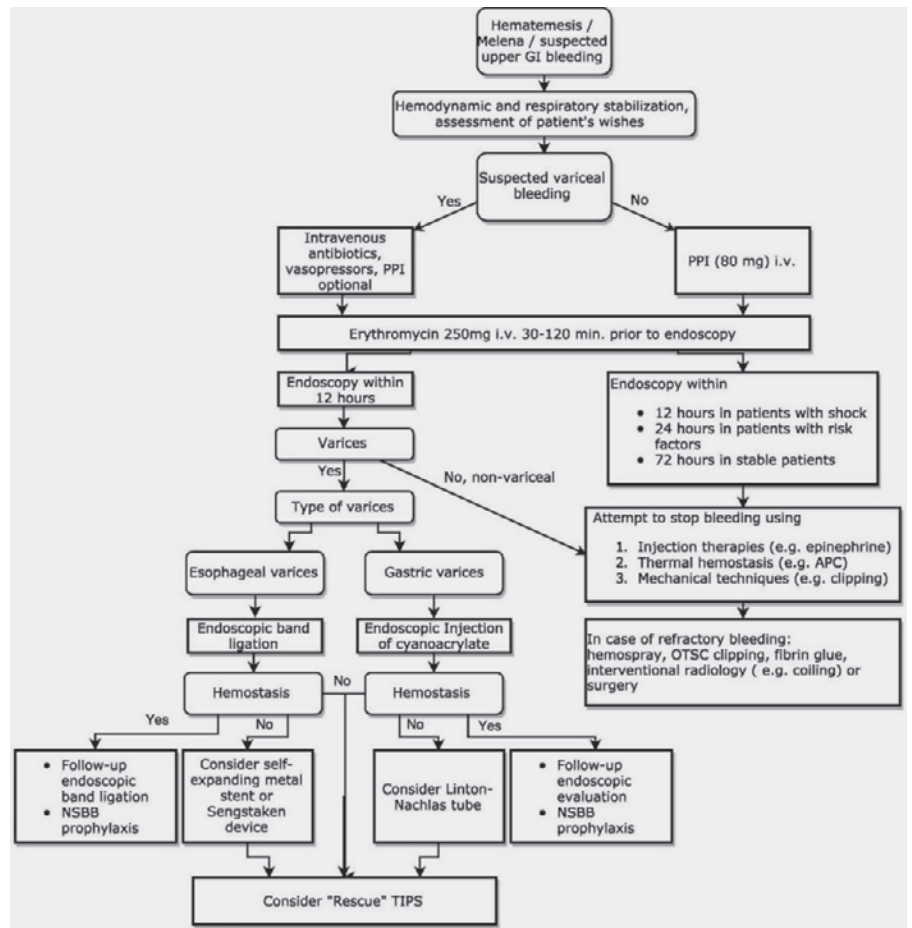 Hematemesis /
Melena / suspected
upper GI bleeding
Hemodynamic and respiratory stabilization,
assessment of patient's wishes
Suspected variceal
bleeding
Yes
No
Intravenous
antibiotics,
vasopressors, PPI
optional
PPI (80 mg) i.v.
Erythromycin 250mg i.v. 30-120 min. prior to endoscopy
Endoscopy within
12 hours
Endoscopy within
• 12 hours in patients with shock
• 24 hours in patients with risk
factors
• 72 hours in stable patients
Varices
Yes
No, non-variceal
Type of varices
Attempt to stop bleeding using
1. Injection therapies (e.g. epinephrine)
2. Thermal hemostasis (e.g. APC)
3. Mechanical techniques (e.g. clipping)
Esophageal varices
Gastric varices
Endoscopic band
ligation
Endoscopic Injection
of cyanoacrylate
In case of refractory bleeding:
hemospray, OTSC clipping, fibrin glue,
interventional radiology ( e.g. coiling) or
surgery
Hemostasis
No
Hemostasis
Yes
No
No
Yes
• Follow-up
endoscopic
band ligation
• NSBB
prophylaxis
Consider self-
expanding metal
stent or
Sengstaken
device
Consider Linton-
Nachlas tube
• Follow-up
endoscopic
evaluation
• NSBB
prophylaxis
Consider "Rescue" TIPS